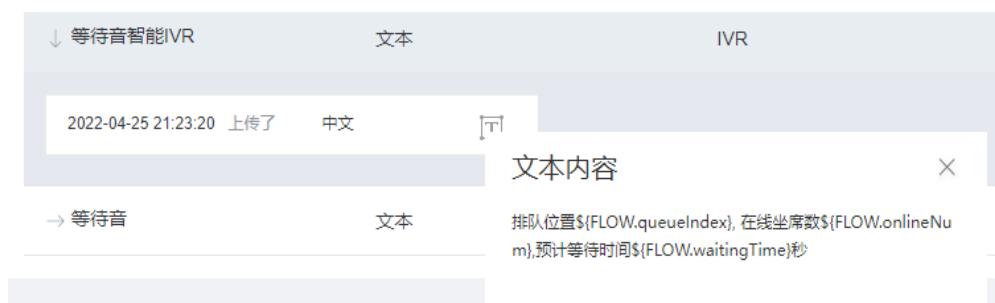 等待音智能IVR 文本 IVR
2022-04-25 21:23:20 上传了 中文
文本内容
等待音 文本
排队位置${FLOW.queueIndex}, 在线坐席数${FLOW.onlineNu
m},预计等待时间${FLOW.waitingTime}秒